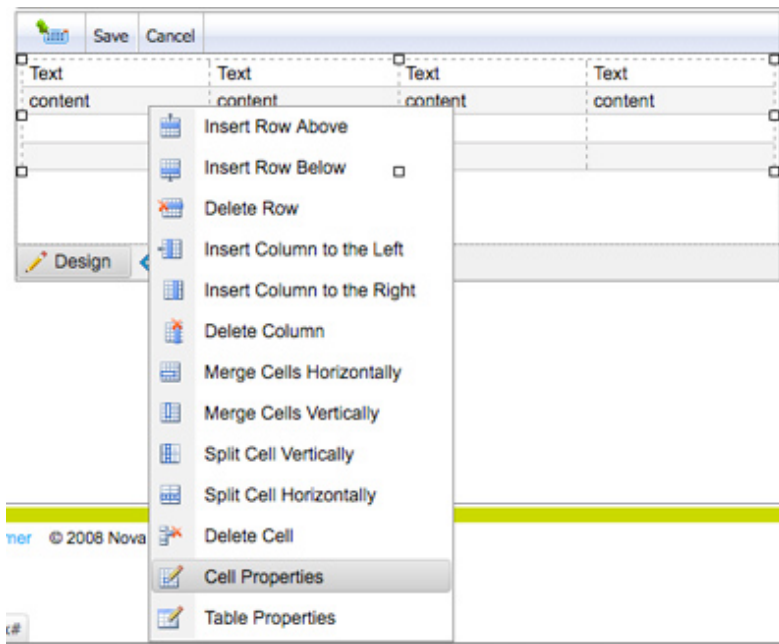 Save Cancel
Text Text Text Text
content content content content
Insert Row Above
Insert Row Below
Delete Row
Insert Column to the Left
Design
Insert Column to the Right
Delete Column
Merge Cells Horizontally
Merge Cells Vertically
Split Cell Vertically
Split Cell Horizontally
mer © 2008 Nova
Delete Cell
Cell Properties
Table Properties
x#